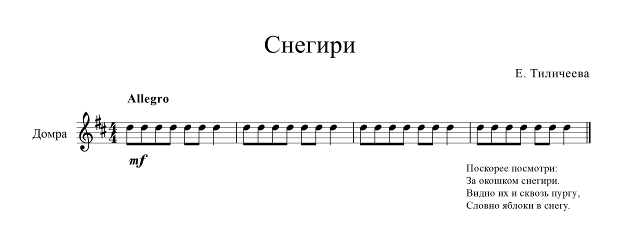 Снегири
Е. Тиличеева
Allegro
Домра
mf
Поскорее посмотри:
За окошком снегири.
Видно их и сквозь пургу,
Словно яблоки в снегу.